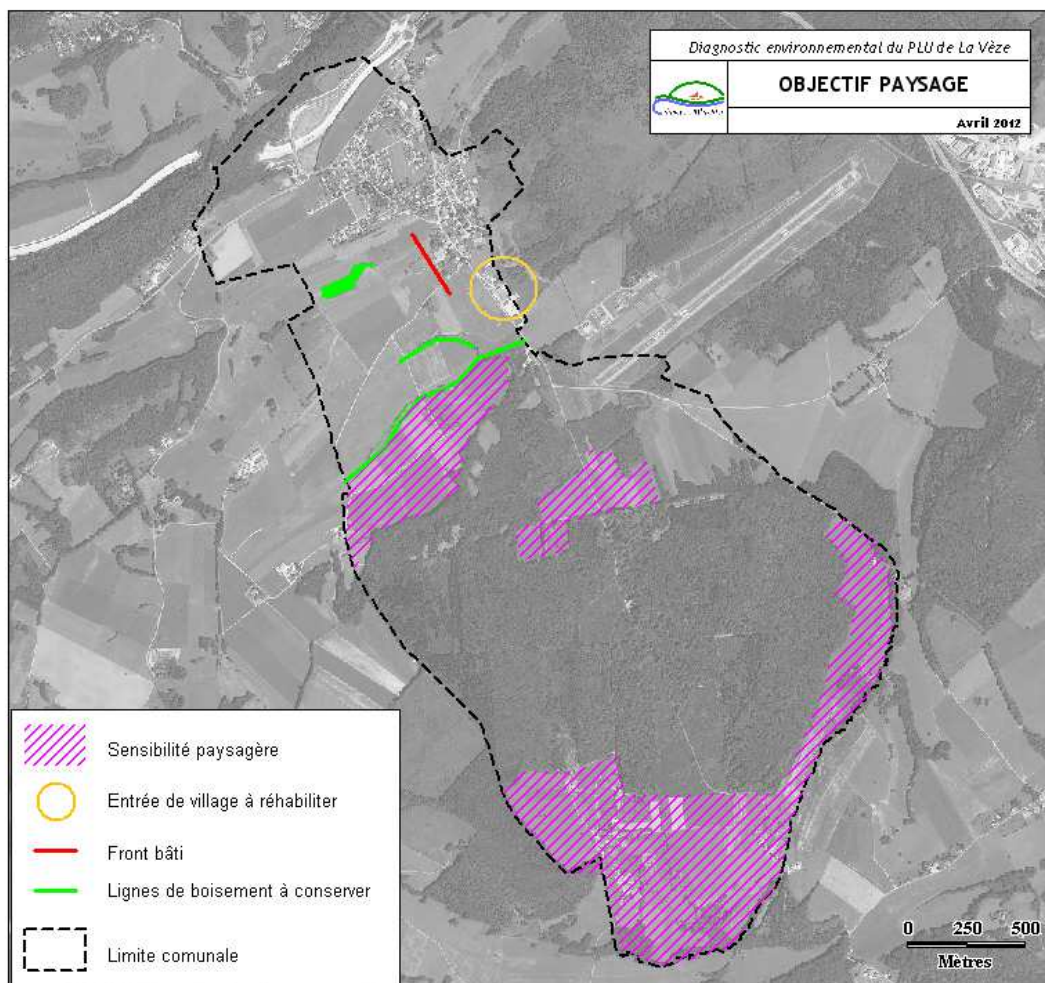 Diagnostic environnemental du PLU de La Vèze
OBJECTIF PAYSAGE
Avril 2012
Sensibilité paysagère
Entrée de village à réhabiliter
Front bâti
Lignes de boisement à conserver
Limite comunale
0 250 500
Mètres